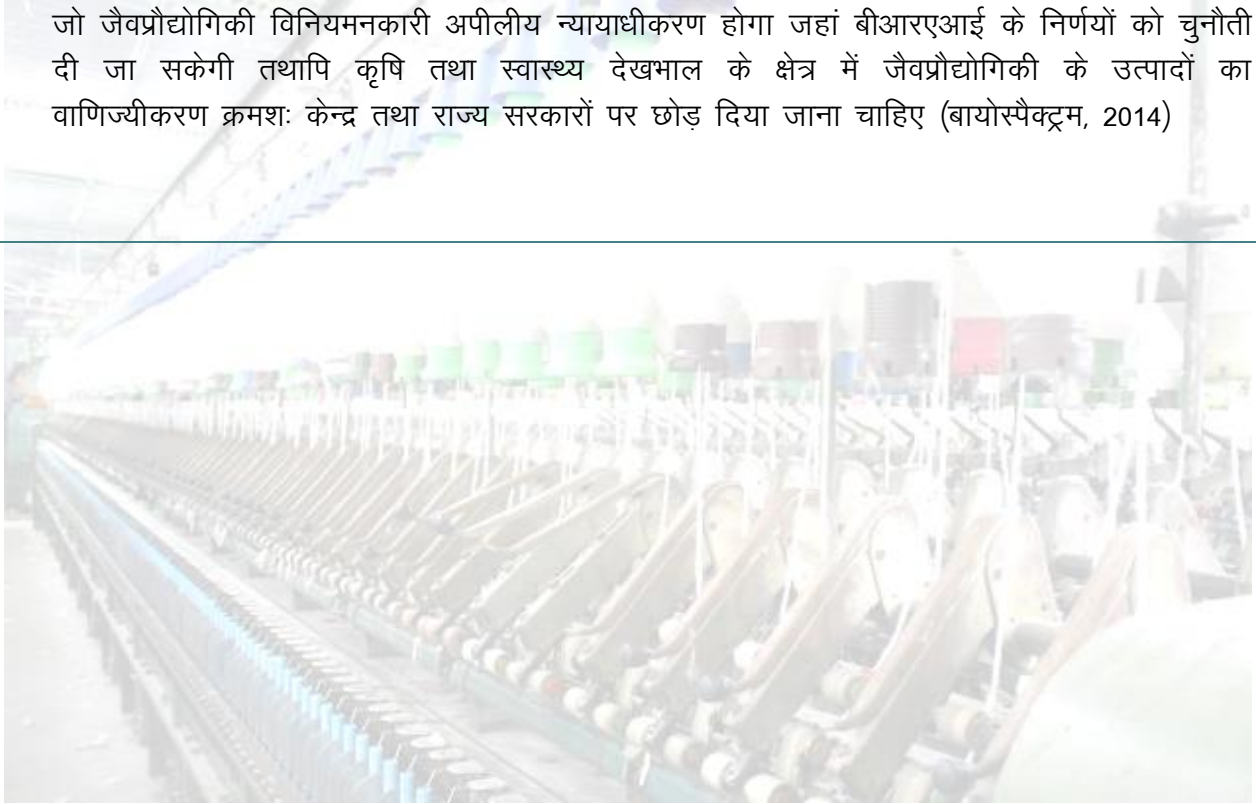 जो जैवप्रौद्योगिकी विनियमनकारी अपीलीय न्यायाधीकरण होगा जहां बीआरएआई के निर्णयों को चुनौती
दी जा सकेगी तथापि कृषि तथा स्वास्थ्य देखभाल के क्षेत्र में जैवप्रौद्योगिकी के उत्पादों का
वाणिज्यीकरण क्रमशः केन्द्र तथा राज्य सरकारों पर छोड़ दिया जाना चाहिए (बायोस्पैक्ट्रम, 2014)